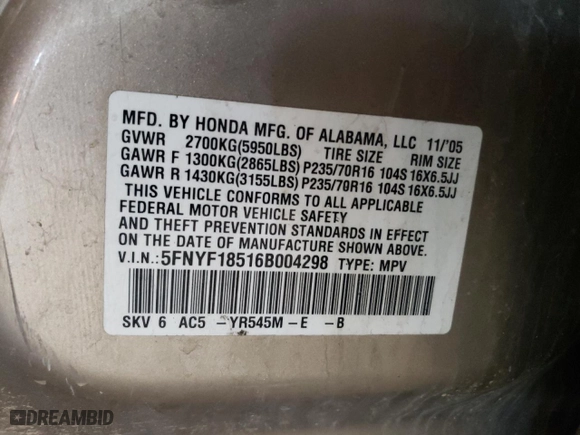 MFD. BY HONDA MFG. OF ALABAMA, LLC 11/'05
GVWR 2700KG(5950LBS) TIRE SIZE RIM SIZE
GAWR F 1300KG(2865LBS) P235/70R16 104S 16X6.5JJ
GAWR R 1430KG(3155LBS) P235/70R16 104S 16X6.5JJ
THIS VEHICLE CONFORMS TO ALL APPLICABLE
FEDERAL MOTOR VEHICLE SAFETY
AND THEFT PREVENTION STANDARDS IN EFFECT
ON THE DATE OF MANUFACTURE SHOWN ABOVE.
V.I.N.:5FNYF18516B004298 TYPE: MPV
SKV 6 AC5 -YR545M-E -B
DREAMBID